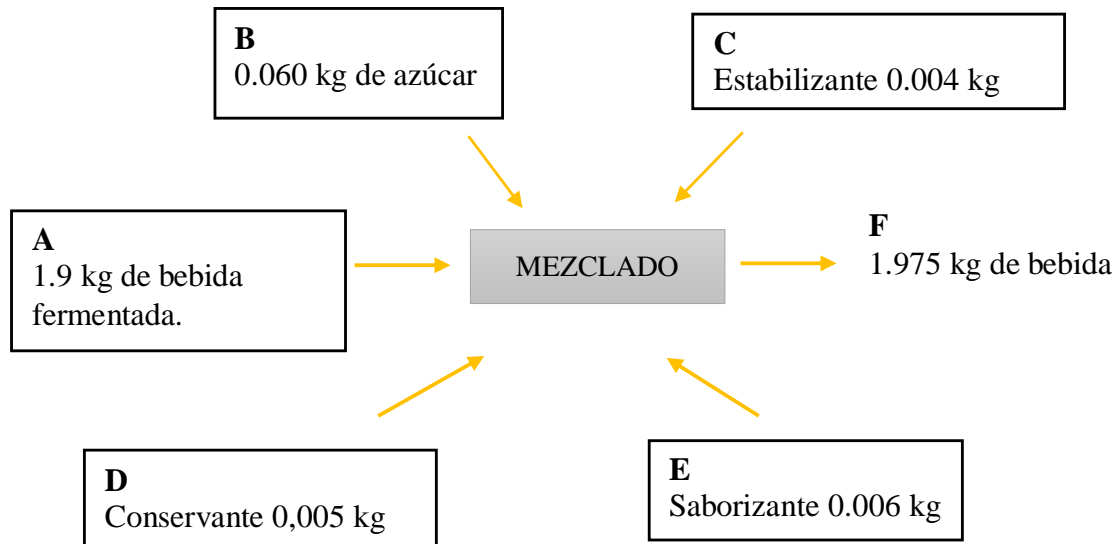 B
0.060 kg de azúcar
C
Estabilizante 0.004 kg
A
1.9 kg de bebida
fermentada.
MEZCLADO
F
1.975 kg de bebida
D
Conservante 0,005 kg
E
Saborizante 0.006 kg